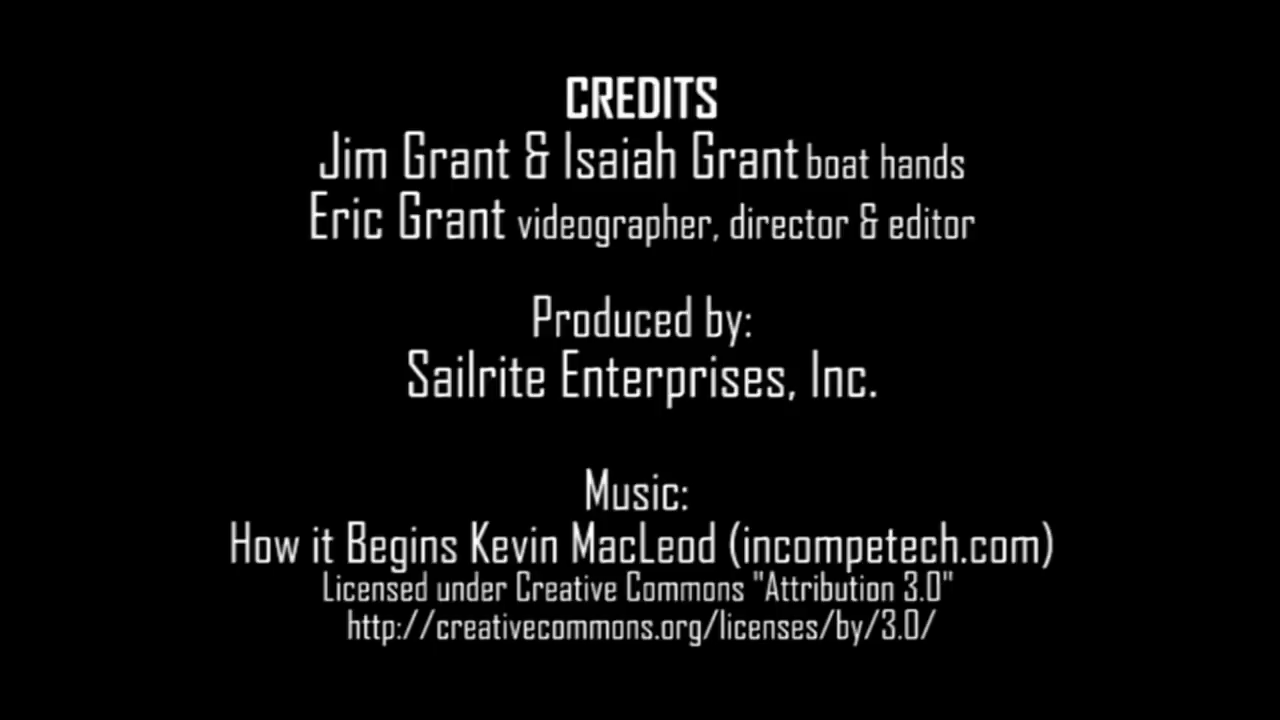 CREDITS
Jim Grant & Isaiah Grant boat hands
Eric Grant videographer, director & editor
Produced by:
Sailrite Enterprises, Inc.
Music:
How it Begins Kevin MacLeod (incompetech.com)
Licensed under Creative Commons "Attribution 3.0"
http://creativecommons.org/licenses/by/3.0/